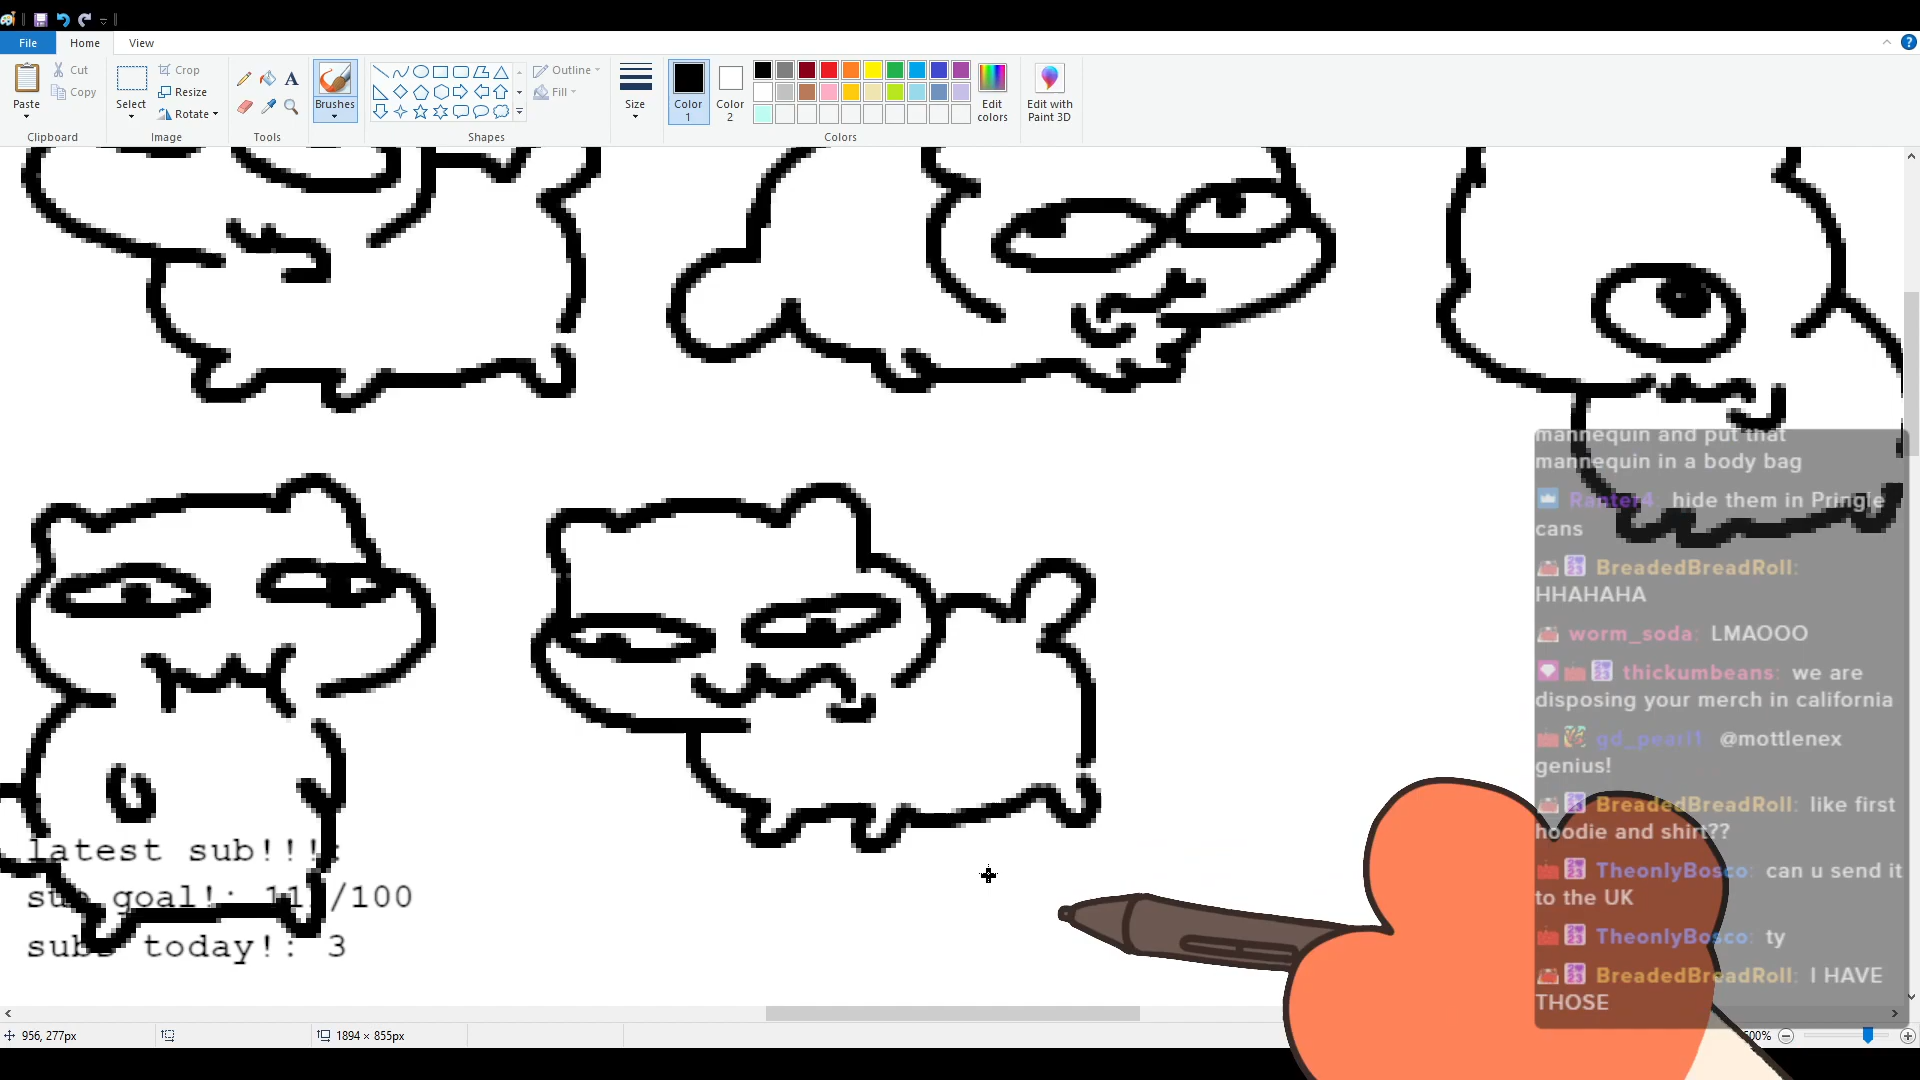 File Home View
Paste Cut Copy Clipboard
Select Crop Resize Rotate Image
A
Tools
Brushes
Outline Fill Shapes
Size
Color 1 Color 2 Edit colors Colors
Edit with Paint 3D
mannequin and put that
mannequin in a body bag
Ranter4 hide them in Pringle
cans
BreadedBreadRoll:
HHAHAHA
worm_soda: LMAOOO
thickumbeans: we are
disposing your merch in california
gd_pearl1: @mottlenex
genius!
BreadedBreadRoll: like first
hoodie and shirt??
TheonlyBosco: can u send it
to the UK
TheonlyBosco: ty
BreadedBreadRoll: I HAVE
THOSE
latest sub!!!:
sub goal!: 11 /100
subs today!: 3
956, 277px
1894 × 855px